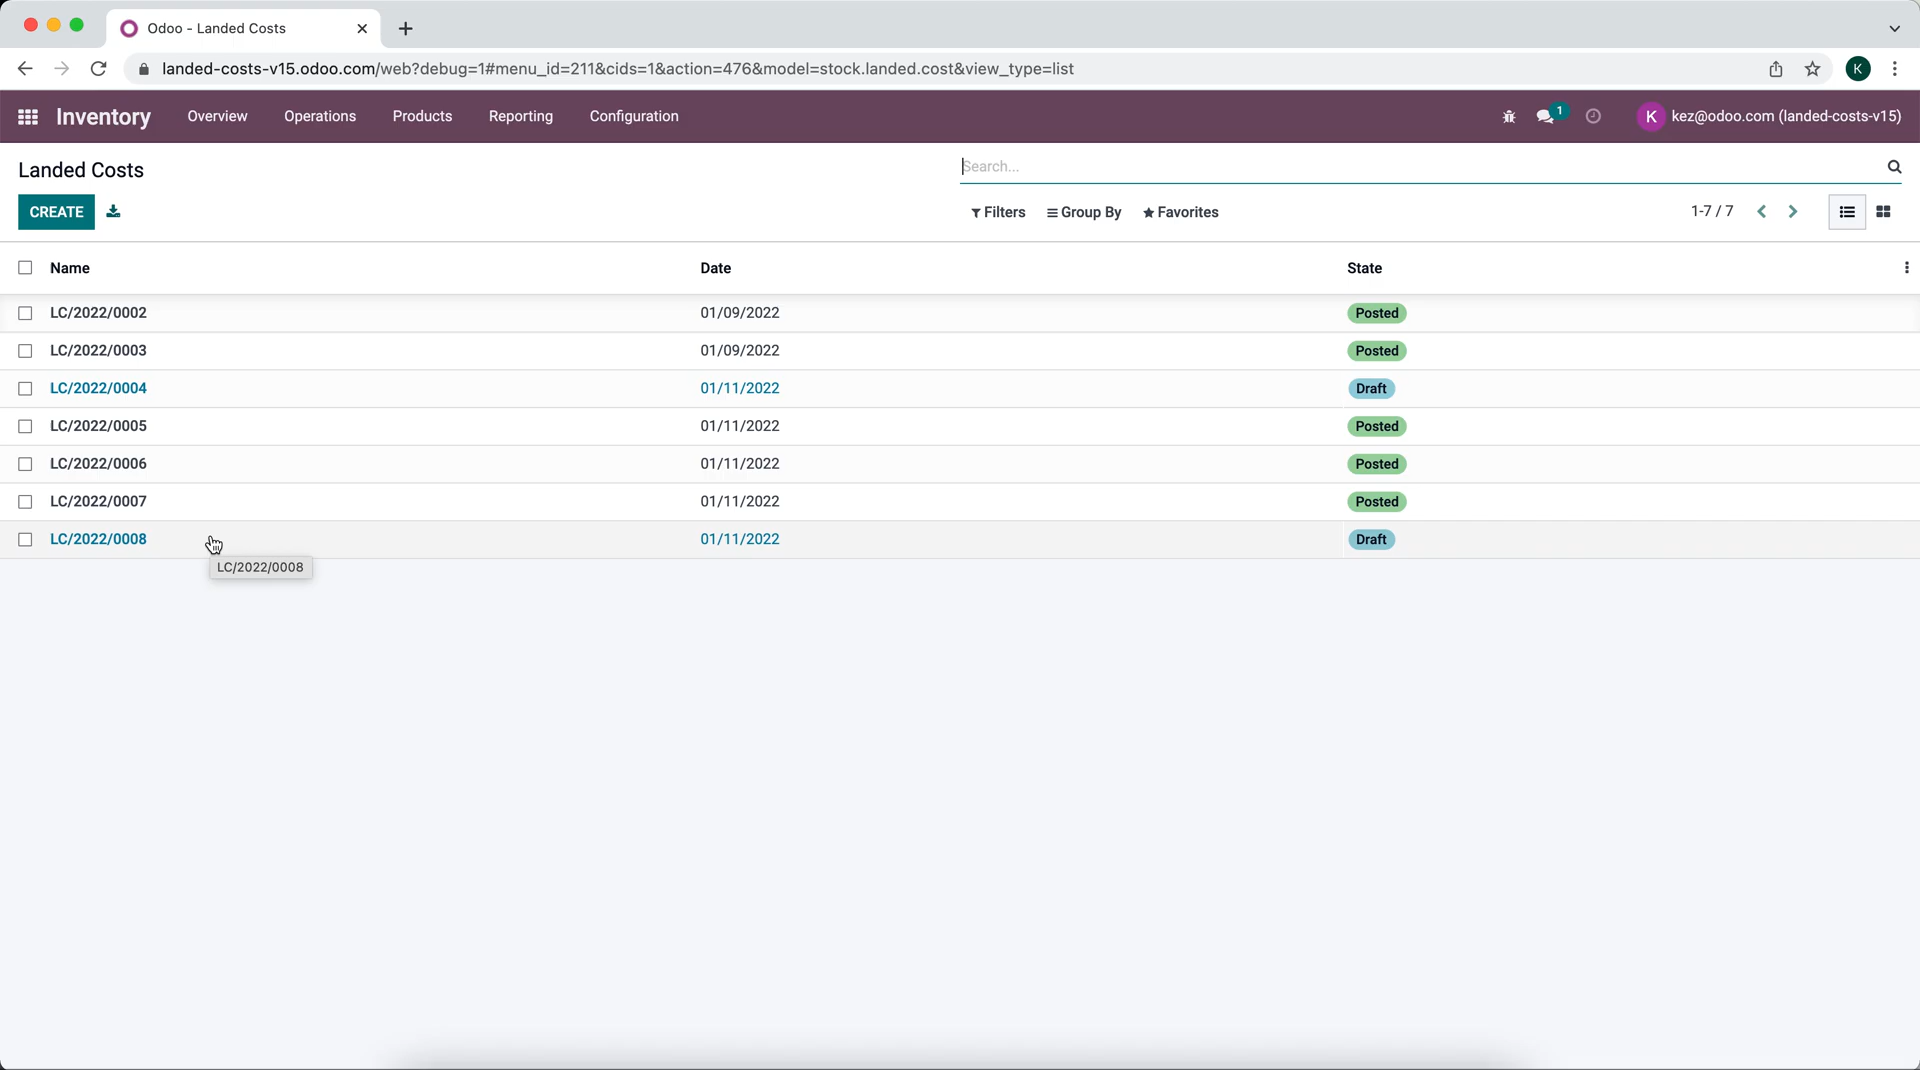 Odoo - Landed Costs
landed-costs-v15.odoo.com/web?debug=1#menu_id=211&cids=1&action=476&model=stock.landed.cost&view_type=list
K
Inventory Overview Operations Products Reporting Configuration 1 K kez@odoo.com (landed-costs-v15)
Landed Costs Search...
CREATE Filters Group By Favorites 1-7 / 7
Name Date State
LC/2022/0002 01/09/2022 Posted
LC/2022/0003 01/09/2022 Posted
LC/2022/0004 01/11/2022 Draft
LC/2022/0005 01/11/2022 Posted
LC/2022/0006 01/11/2022 Posted
LC/2022/0007 01/11/2022 Posted
LC/2022/0008 01/11/2022 Draft
LC/2022/0008